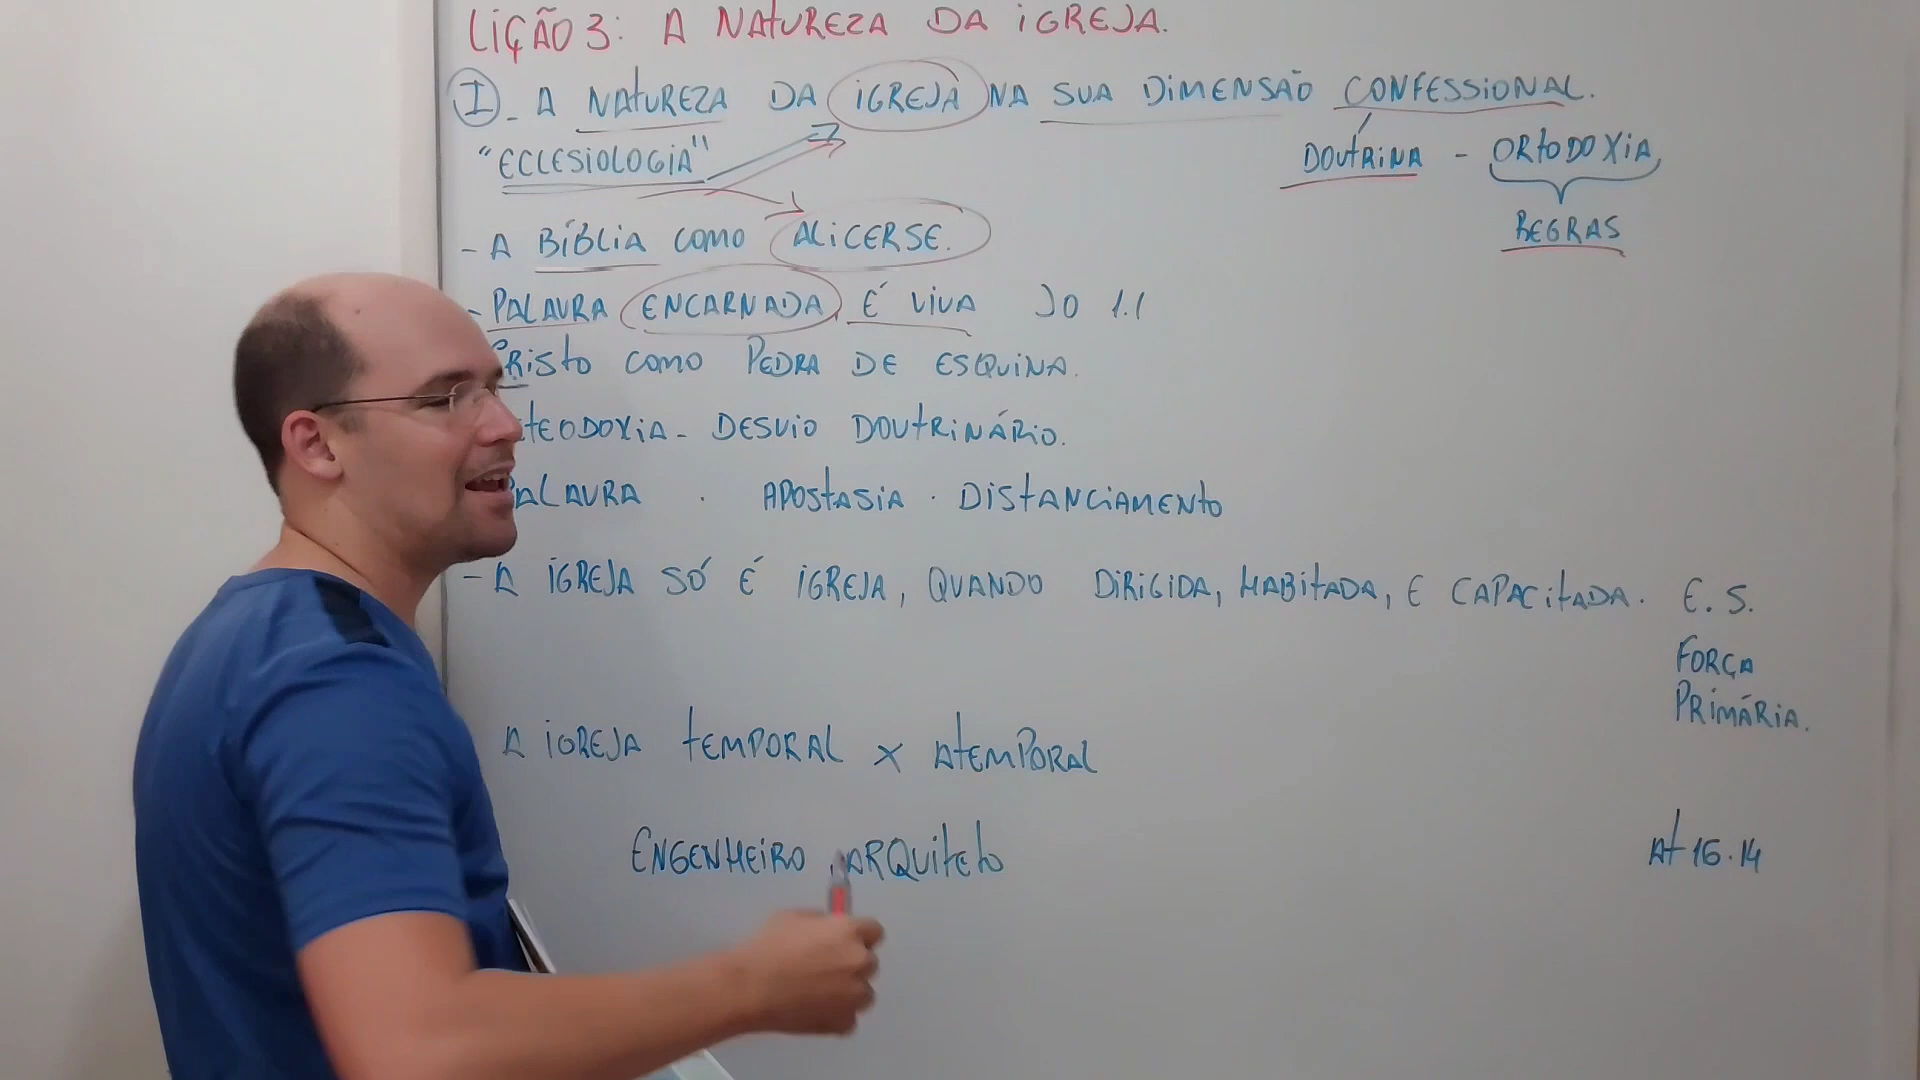 LIÇÃO 3: A NATUREZA DA IGREJA.
I - A NATUREZA DA IGREJA NA SUA DIMENSÃO CONFESSIONAL.
"ECLESIOLOGIA"
DOUTRINA - ORTODOXIA,
REGRAS
- A BÍBLIA COMO ALICERSE.
- PALAVRA ENCARNADA É VIVA JO 1.1
CRISTO COMO PEDRA DE ESQUINA.
TEODOXIA - DESVIO DOUTRINÁRIO.
PALAVRA . APOSTASIA . DISTANCIAMENTO
- A IGREJA SÓ É IGREJA, QUANDO DIRIGIDA, HABITADA, E CAPACITADA. E. S.
FORÇA
PRIMÁRIA.
A IGREJA TEMPORAL X ATEMPORAL
ENGENHEIRO . ARQUITETO
At 16.14